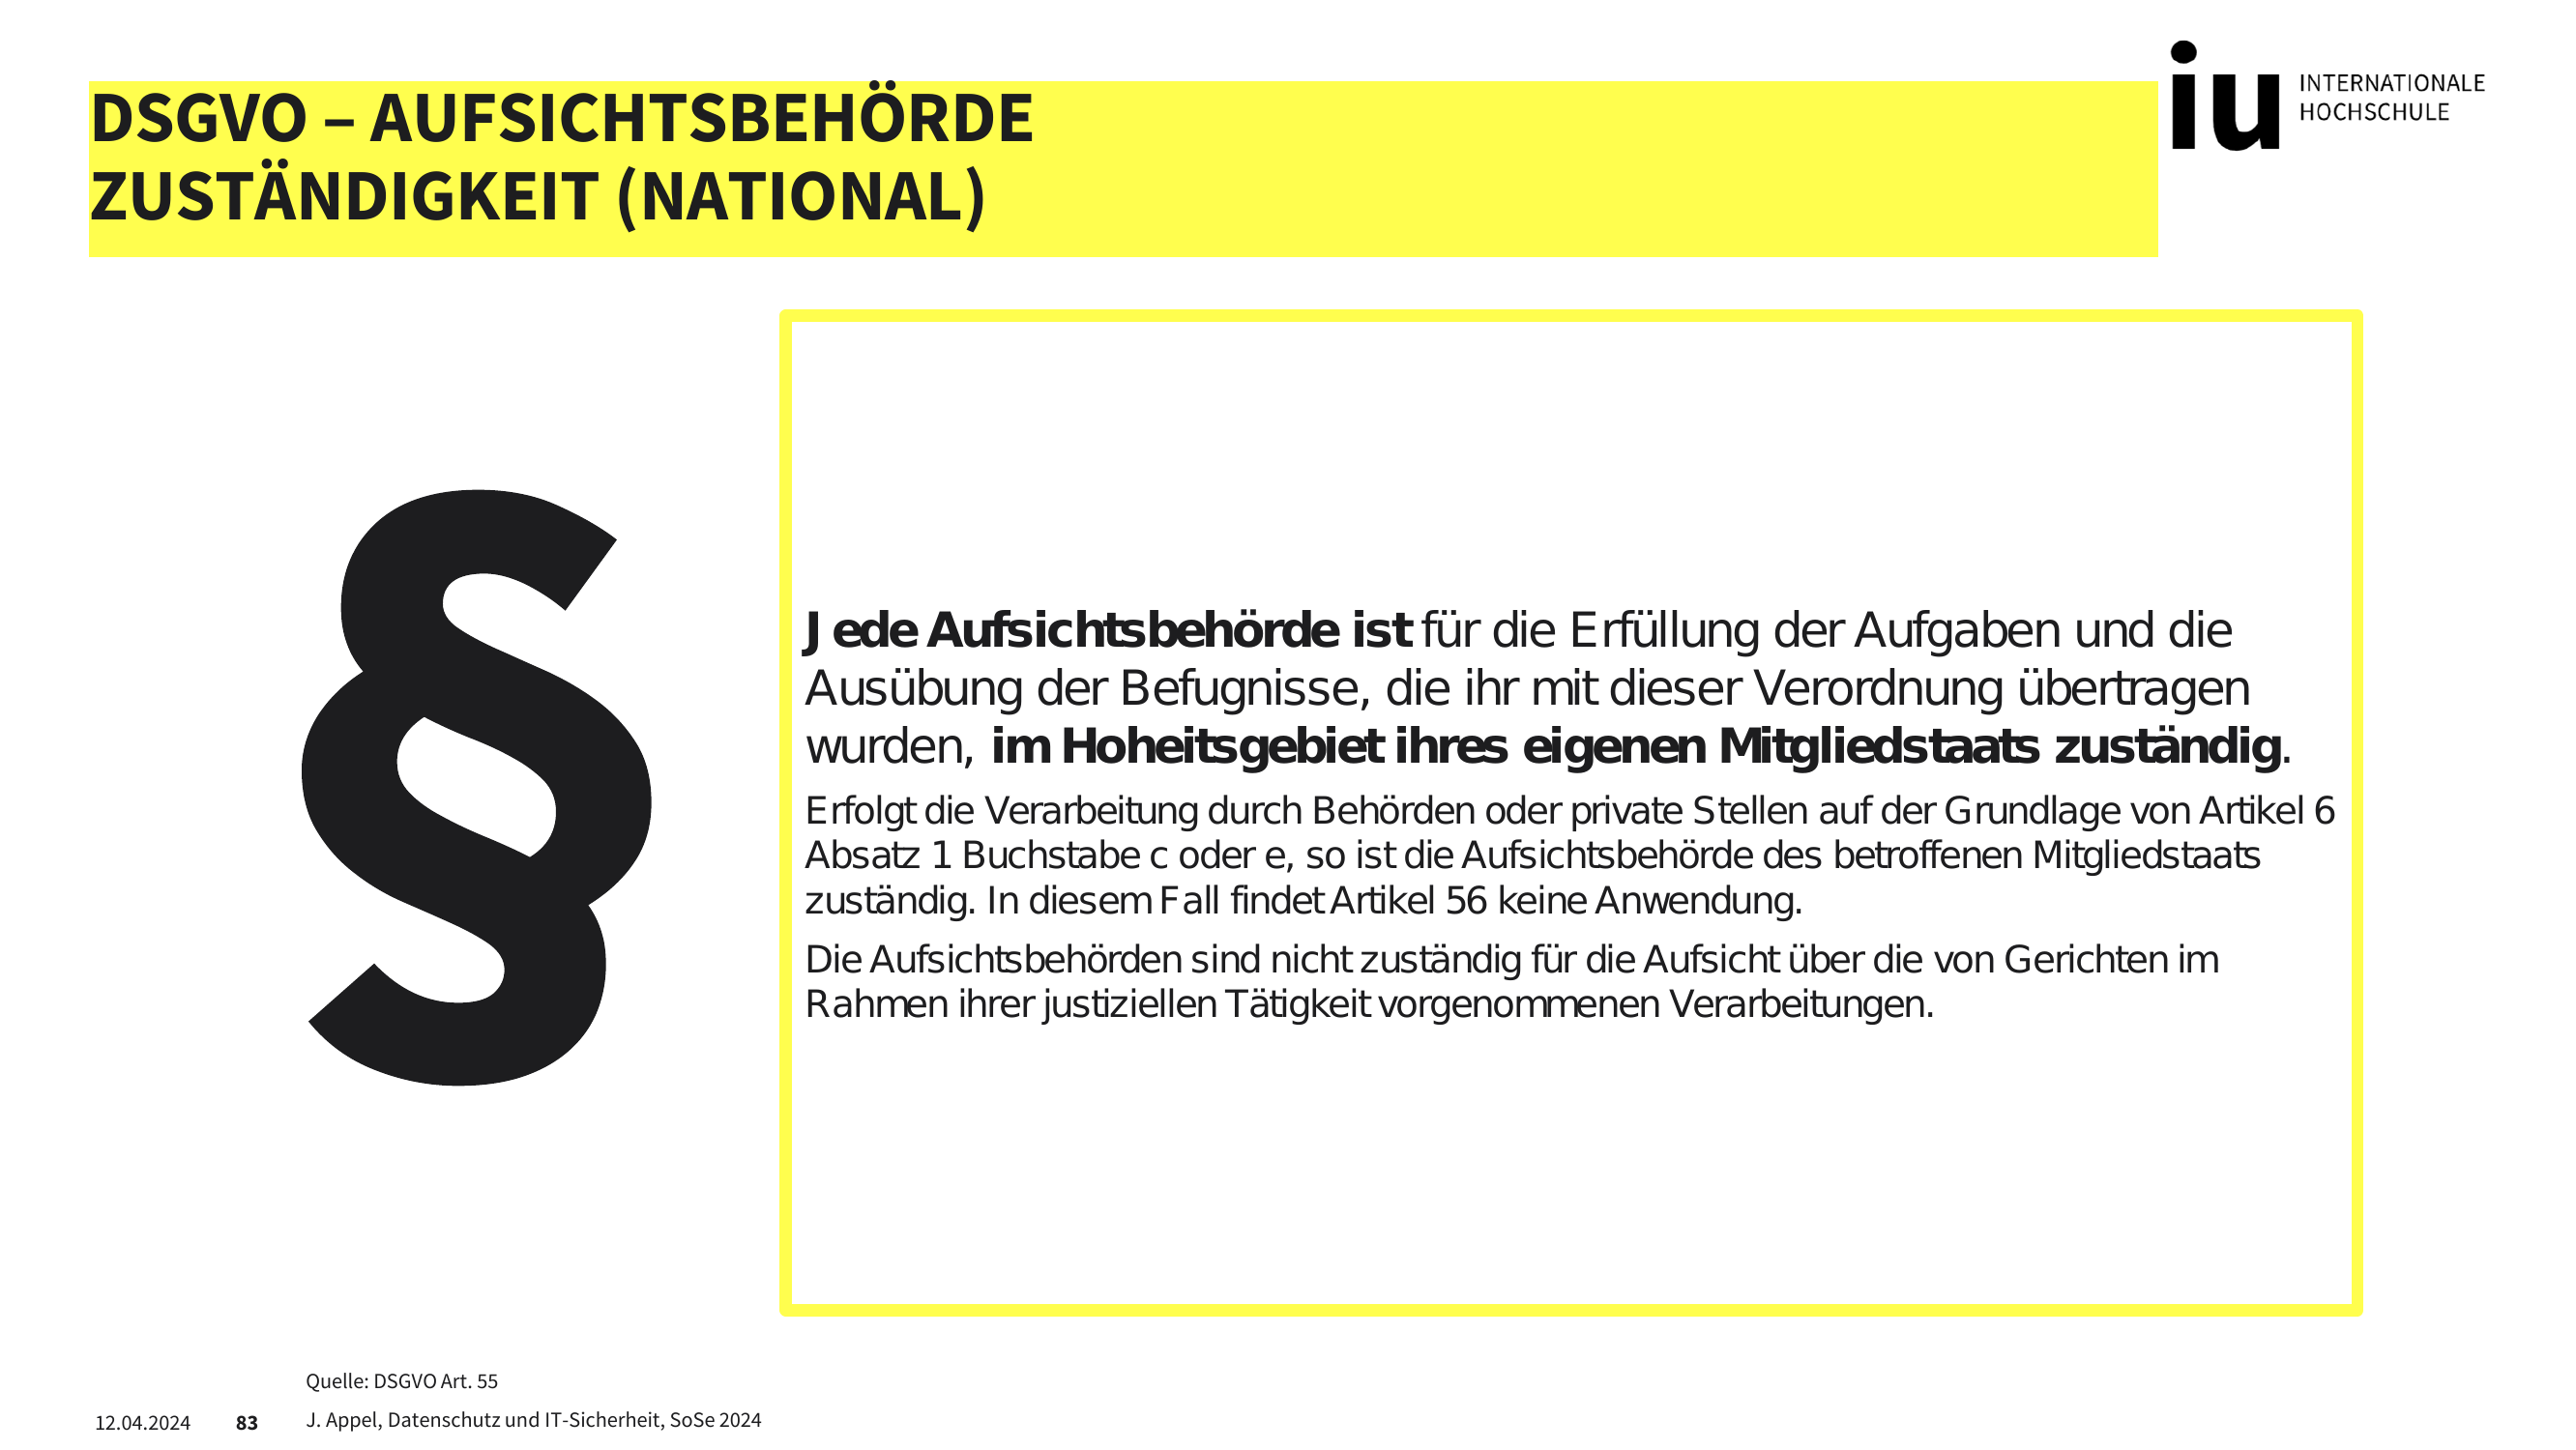 DSGVO – AUFSICHTSBEHÖRDE
ZUSTÄNDIGKEIT (NATIONAL)
iu INTERNATIONALE
HOCHSCHULE
§
Jede Aufsichtsbehörde ist für die Erfüllung der Aufgaben und die
Ausübung der Befugnisse, die ihr mit dieser Verordnung übertragen
wurden, im Hoheitsgebiet ihres eigenen Mitgliedstaats zuständig.
Erfolgt die Verarbeitung durch Behörden oder private Stellen auf der Grundlage von Artikel 6
Absatz 1 Buchstabe c oder e, so ist die Aufsichtsbehörde des betroffenen Mitgliedstaats
zuständig. In diesem Fall findet Artikel 56 keine Anwendung.
Die Aufsichtsbehörden sind nicht zuständig für die Aufsicht über die von Gerichten im
Rahmen ihrer justiziellen Tätigkeit vorgenommenen Verarbeitungen.
Quelle: DSGVO Art. 55
12.04.2024 83 J. Appel, Datenschutz und IT-Sicherheit, SoSe 2024